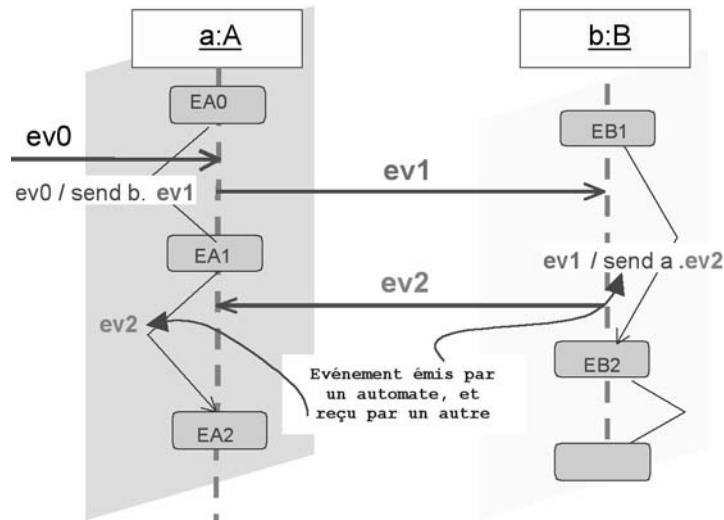 a:A
b:B
EA0
EB1
ev0
ev1
ev0 / send b. ev1
EA1
ev1 / send a .ev2
ev2
ev2
EB2
Evénement émis par
un automate, et
reçu par un autre
EA2